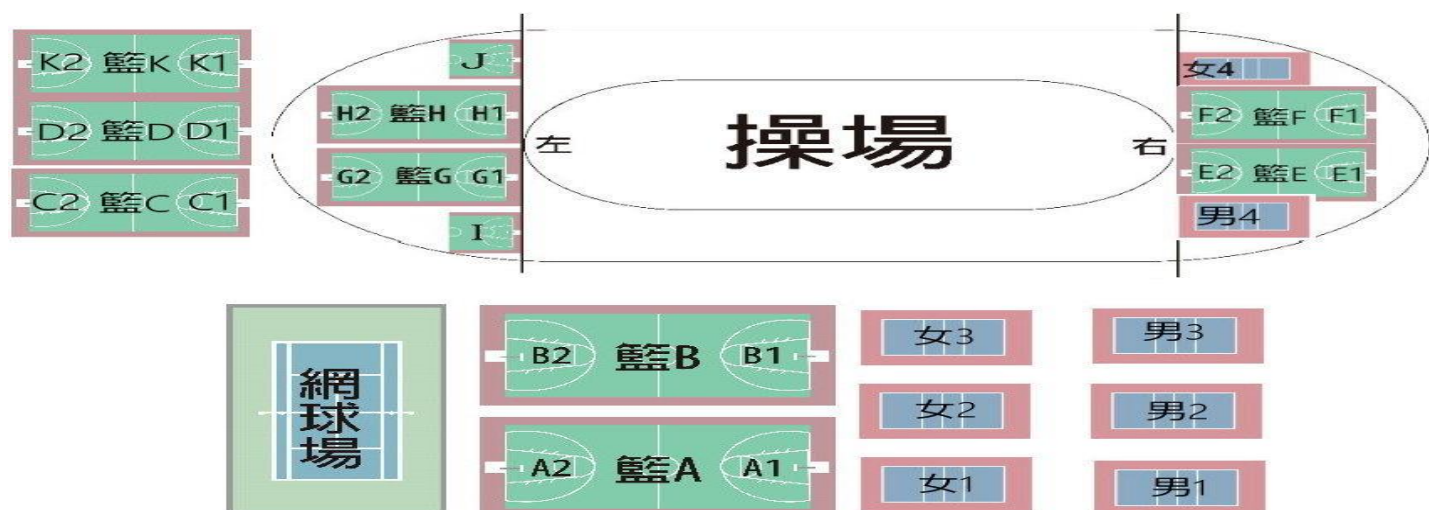 K2 籃K K1
D2 籃D D1
C2 籃C C1
J
H2 籃H H1
G2 籃G G1
I
左
操場
右
女4
F2 籃F F1
E2 籃E E1
男4
網球場
B2 籃B B1
A2 籃A A1
女3
男3
女2
男2
女1
男1